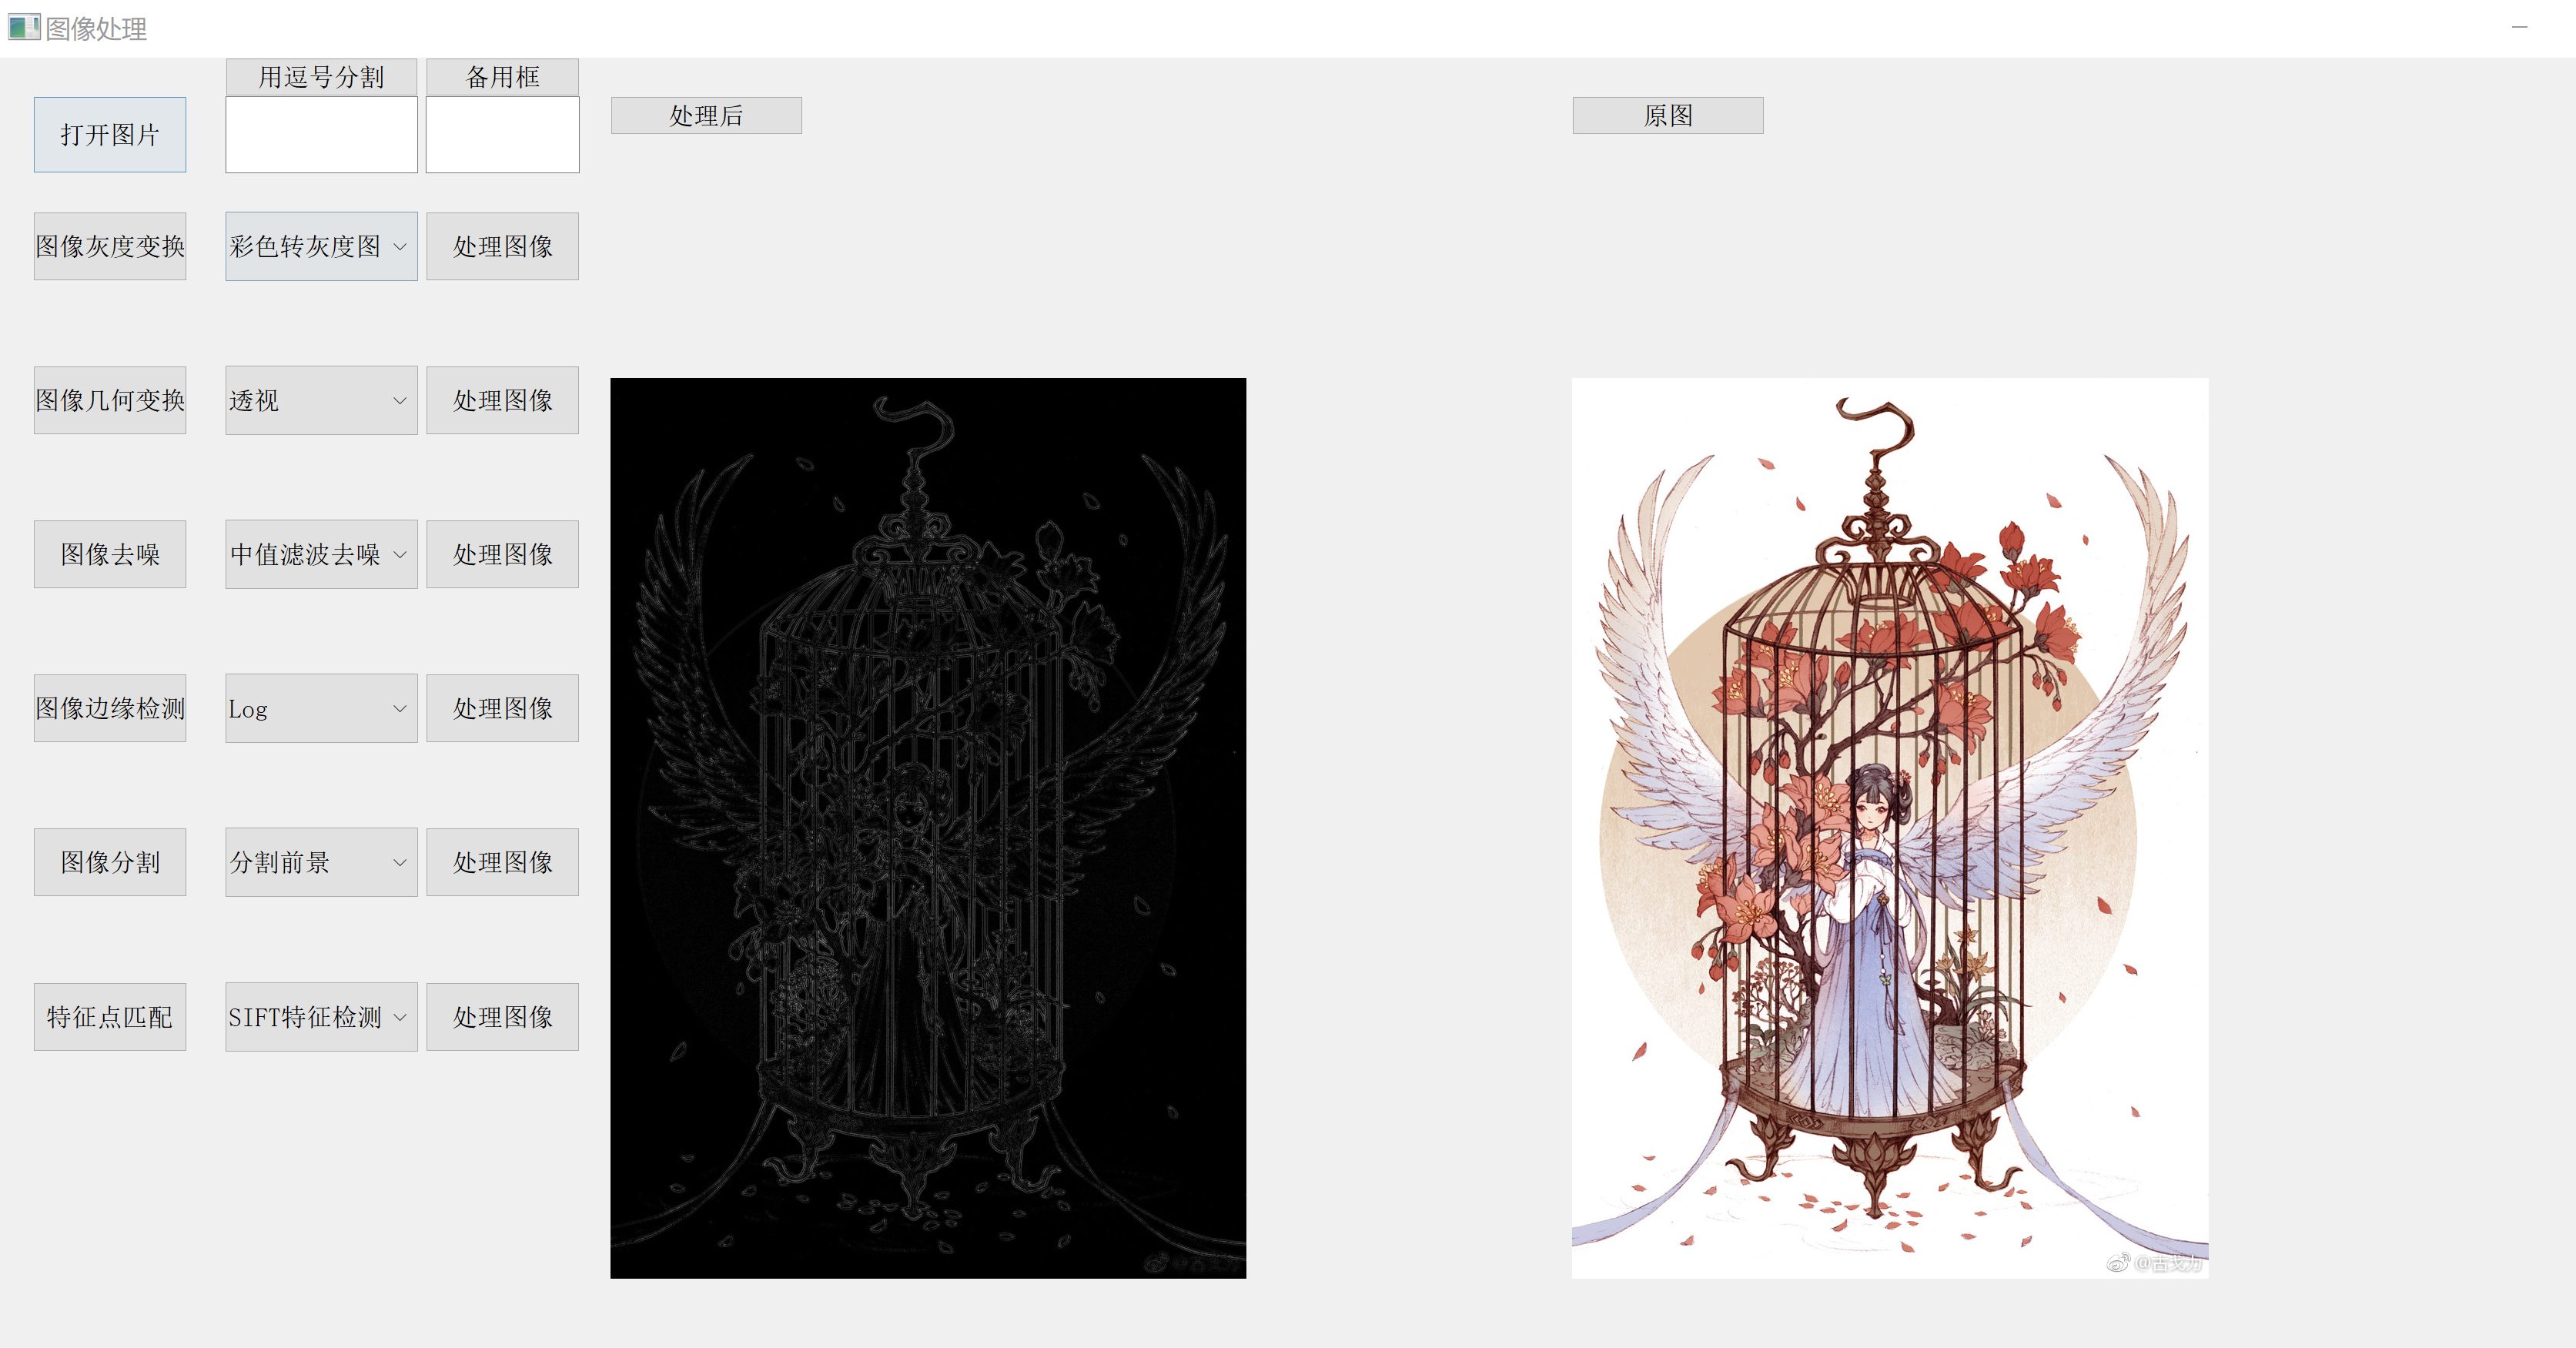 图像处理
用逗号分割 备用框
打开图片 处理后 原图
图像灰度变换 彩色转灰度图 处理图像
图像几何变换 透视 处理图像
图像去噪 中值滤波去噪 处理图像
图像边缘检测 Log 处理图像
图像分割 分割前景 处理图像
特征点匹配 SIFT特征检测 处理图像
@古戈力